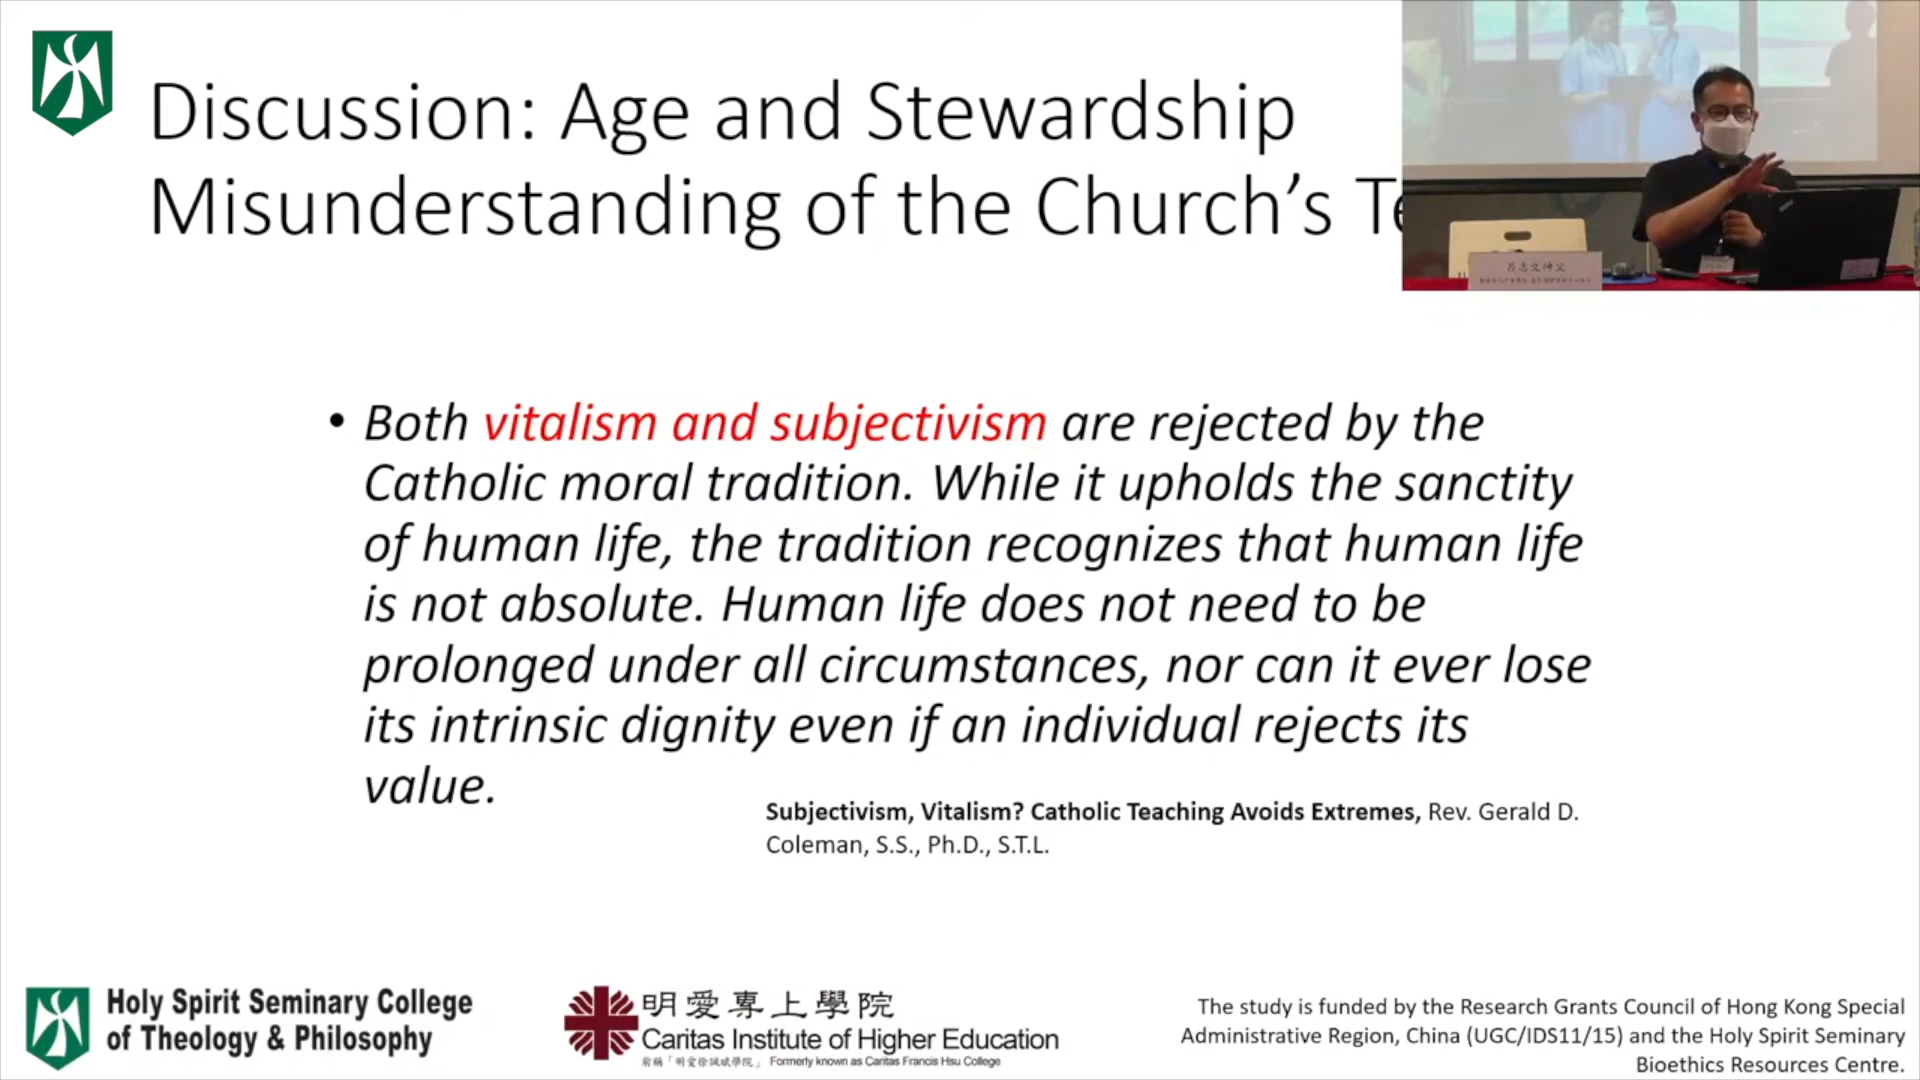 Discussion: Age and Stewardship
Misunderstanding of the Church's Te
呂志文神父
• Both vitalism and subjectivism are rejected by the
Catholic moral tradition. While it upholds the sanctity
of human life, the tradition recognizes that human life
is not absolute. Human life does not need to be
prolonged under all circumstances, nor can it ever lose
its intrinsic dignity even if an individual rejects its
value.
Subjectivism, Vitalism? Catholic Teaching Avoids Extremes, Rev. Gerald D.
Coleman, S.S., Ph.D., S.T.L.
Holy Spirit Seminary College
of Theology & Philosophy
明愛專上學院
Caritas Institute of Higher Education
前稱「明愛徐誠斌學院」 Formerly known as Caritas Francis Hsu College
The study is funded by the Research Grants Council of Hong Kong Special
Administrative Region, China (UGC/IDS11/15) and the Holy Spirit Seminary
Bioethics Resources Centre.